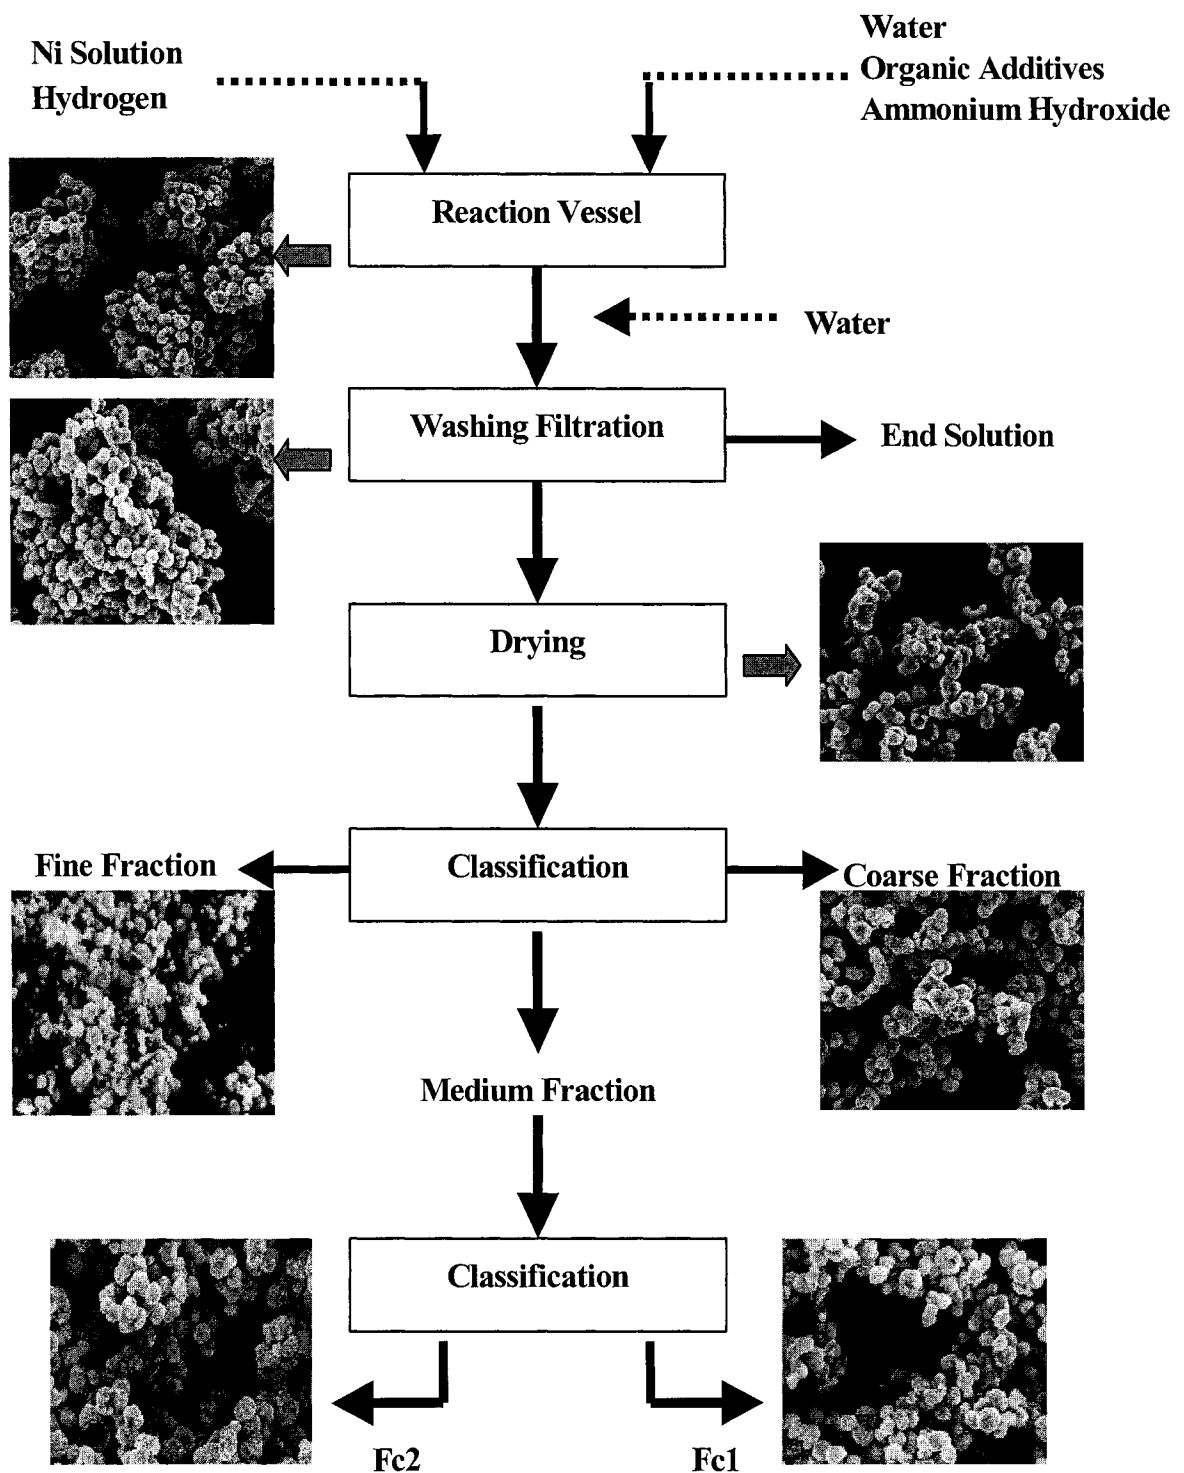 Ni Solution
Hydrogen
Water
Organic Additives
Ammonium Hydroxide
Reaction Vessel
Water
Washing Filtration
End Solution
Drying
Fine Fraction
Classification
Coarse Fraction
Medium Fraction
Classification
Fc2
Fc1